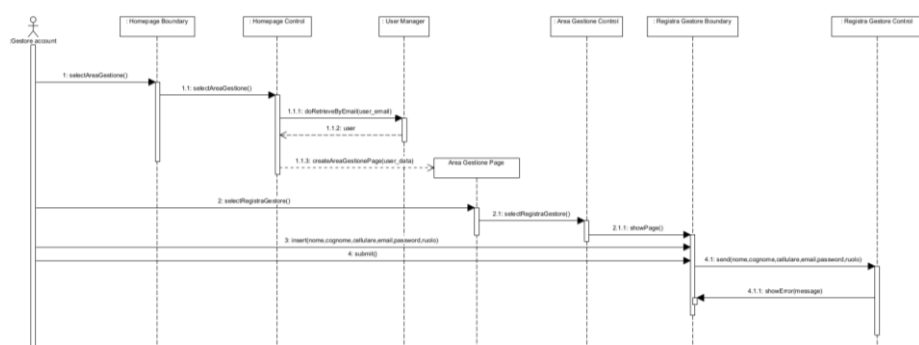 : Homepage Boundary
: Homepage Control
: User Manager
: Area Gestione Control
: Registra Gestore Boundary
: Registra Gestore Control
:Gestore account
1: selectAreaGestione()
1.1: selectAreaGestione()
1.1.1: doRetrieveByEmail(user_email)
1.1.2: user
1.1.3: createAreaGestionePage(user_data)
Area Gestione Page
2: selectRegistraGestore()
2.1: selectRegistraGestore()
2.1.1: showPage()
3: insert(nome,cognome,cellulare,email,password,ruolo)
4: submit()
4.1: send(nome,cognome,cellulare,email,password,ruolo)
4.1.1: showError(message)